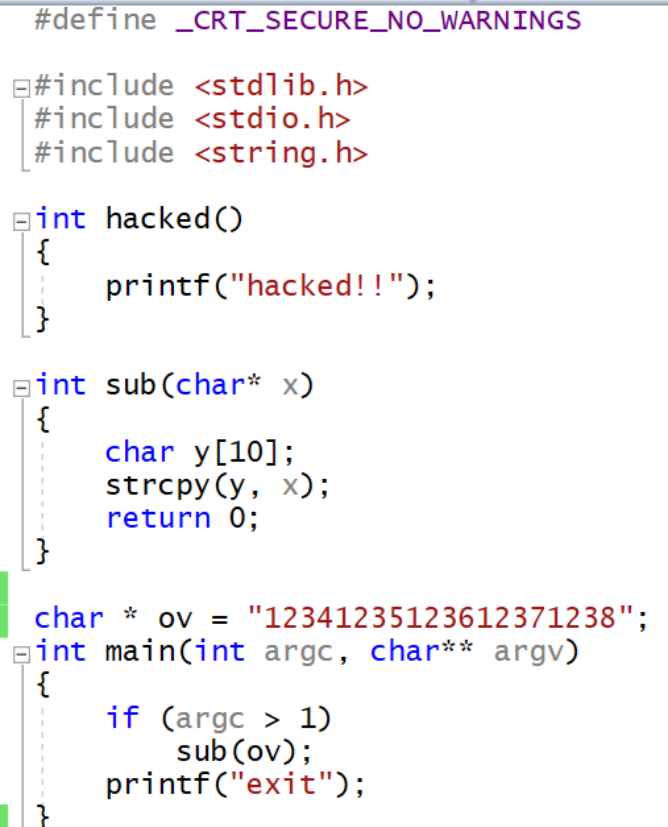 #define _CRT_SECURE_NO_WARNINGS
#include <stdlib.h>
#include <stdio.h>
#include <string.h>
int hacked()
{
printf("hacked!!");
}
int sub(char* x)
{
char y[10];
strcpy(y, x);
return 0;
}
char * ov = "12341235123612371238";
int main(int argc, char** argv)
{
if (argc > 1)
sub(ov);
printf("exit");
}